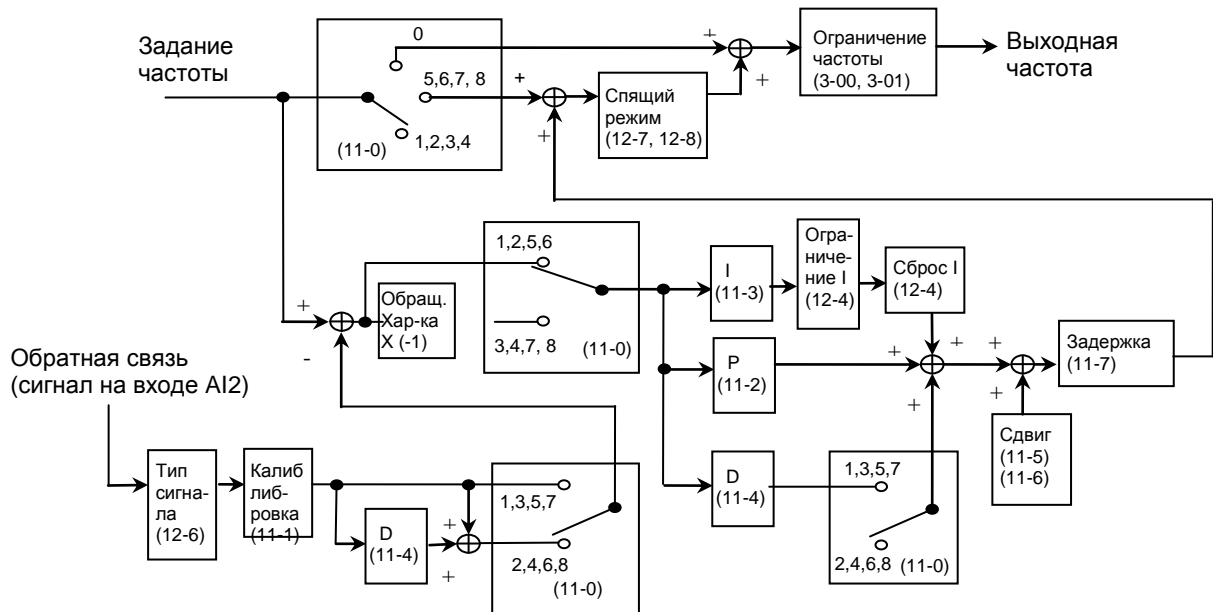 Задание
частоты
0
5,6,7, 8
1,2,3,4
(11-0)
+
+
+
+
Спящий
режим
(12-7, 12-8)
Ограничение
частоты
(3-00, 3-01)
Выходная
частота
+
-
Обращ.
Хар-ка
X (-1)
1,2,5,6
3,4,7, 8
(11-0)
I
(11-3)
Огра-
ниче-
ние I
(12-4)
Сброс I
(12-4)
P
(11-2)
D
(11-4)
+
+
+
+
+
Задержка
(11-7)
Сдвиг
(11-5)
(11-6)
1,3,5,7
2,4,6,8
(11-0)
Обратная связь
(сигнал на входе AI2)
Тип
сигна-
ла
(12-6)
Калиб
либ-
ровка
(11-1)
D
(11-4)
+
+
1,3,5,7
2,4,6,8
(11-0)